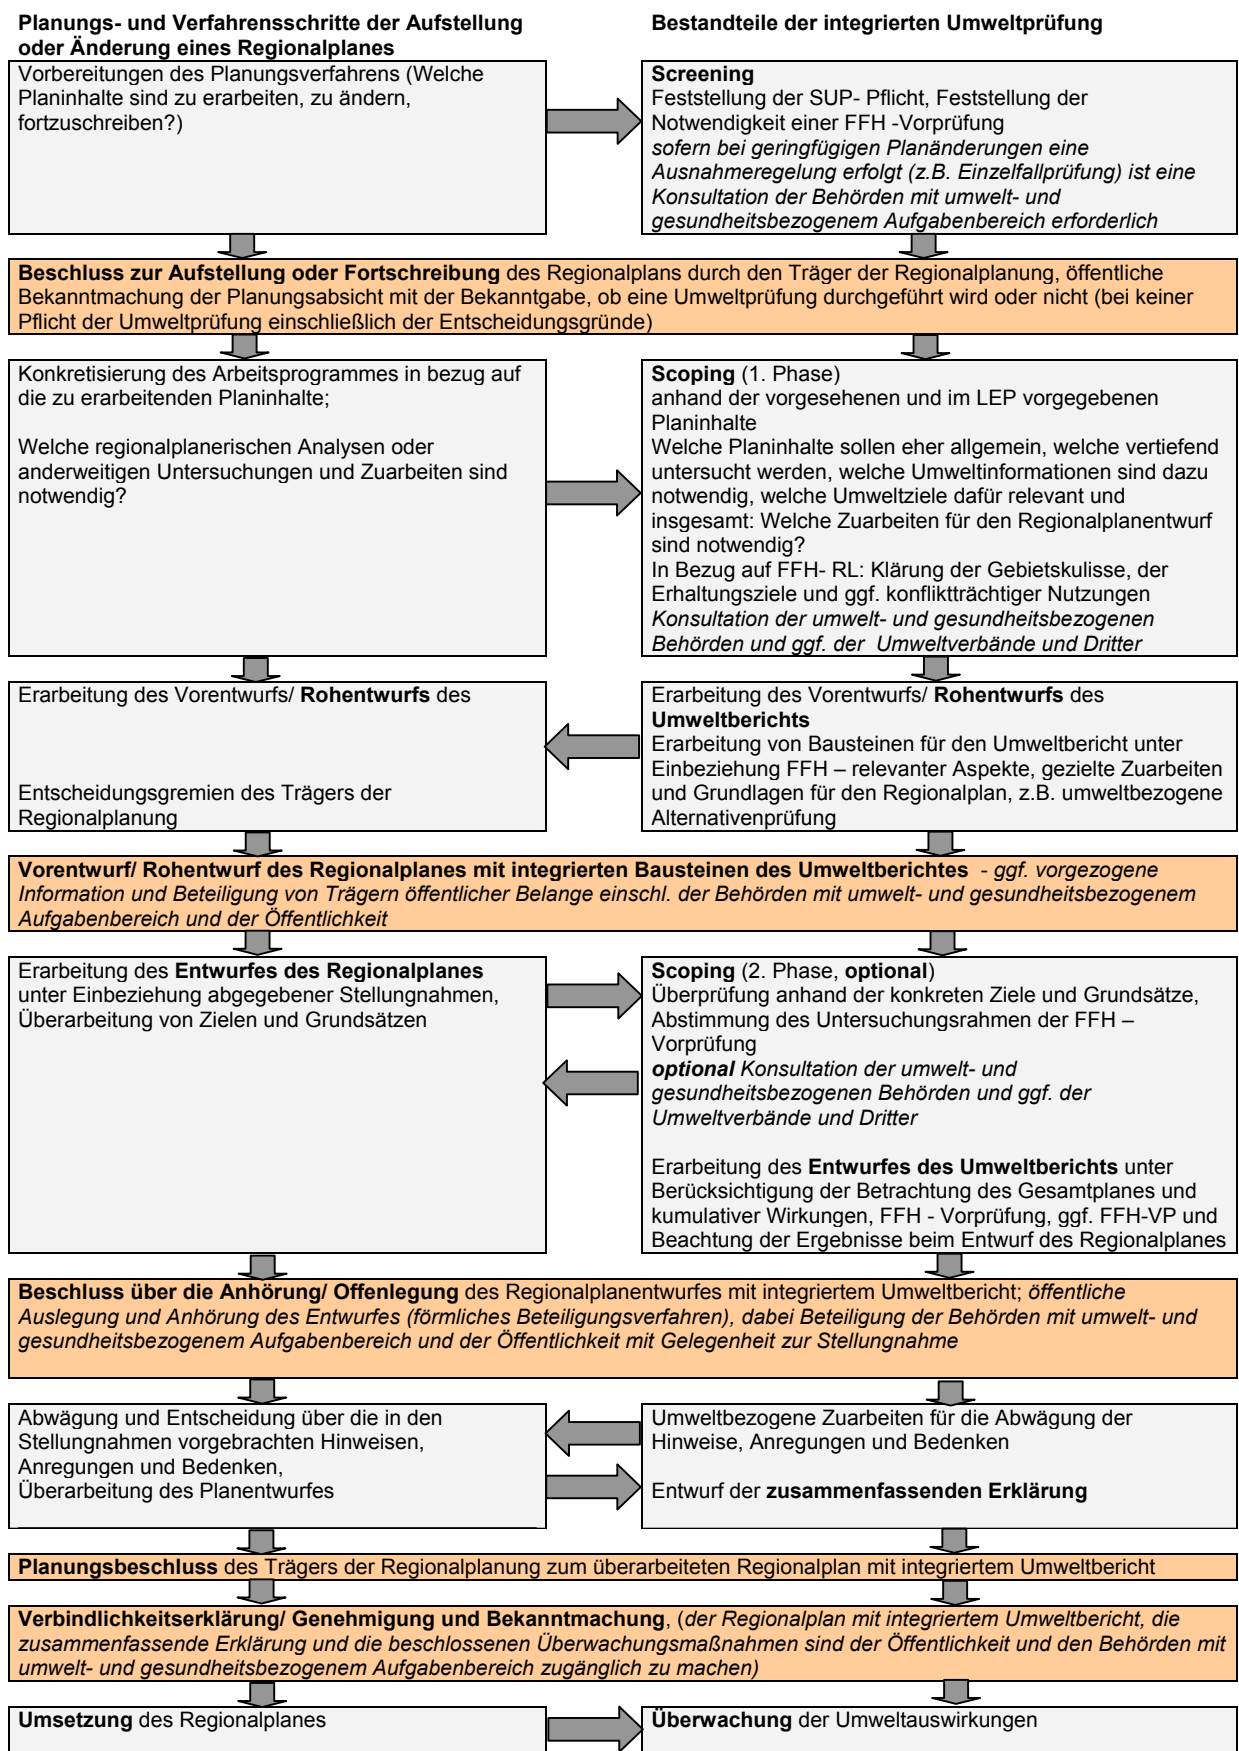 Planungs- und Verfahrensschritte der Aufstellung
oder Änderung eines Regionalplanes
Bestandteile der integrierten Umweltprüfung
Vorbereitungen des Planungsverfahrens (Welche
Planinhalte sind zu erarbeiten, zu ändern,
fortzuschreiben?)
Screening
Feststellung der SUP- Pflicht, Feststellung der
Notwendigkeit einer FFH -Vorprüfung
sofern bei geringfügigen Planänderungen eine
Ausnahmeregelung erfolgt (z.B. Einzelfallprüfung) ist eine
Konsultation der Behörden mit umwelt- und
gesundheitsbezogenem Aufgabenbereich erforderlich
Beschluss zur Aufstellung oder Fortschreibung des Regionalplans durch den Träger der Regionalplanung, öffentliche
Bekanntmachung der Planungsabsicht mit der Bekanntgabe, ob eine Umweltprüfung durchgeführt wird oder nicht (bei keiner
Pflicht der Umweltprüfung einschließlich der Entscheidungsgründe)
Konkretisierung des Arbeitsprogrammes in bezug auf
die zu erarbeitenden Planinhalte;
Welche regionalplanerischen Analysen oder
anderweitigen Untersuchungen und Zuarbeiten sind
notwendig?
Scoping (1. Phase)
anhand der vorgesehenen und im LEP vorgegebenen
Planinhalte
Welche Planinhalte sollen eher allgemein, welche vertiefend
untersucht werden, welche Umweltinformationen sind dazu
notwendig, welche Umweltziele dafür relevant und
insgesamt: Welche Zuarbeiten für den Regionalplanentwurf
sind notwendig?
In Bezug auf FFH- RL: Klärung der Gebietskulisse, der
Erhaltungsziele und ggf. konfliktträchtiger Nutzungen
Konsultation der umwelt- und gesundheitsbezogenen
Behörden und ggf. der Umweltverbände und Dritter
Erarbeitung des Vorentwurfs/ Rohentwurfs des
Entscheidungsgremien des Trägers der
Regionalplanung
Erarbeitung des Vorentwurfs/ Rohentwurfs des
Umweltberichts
Erarbeitung von Bausteinen für den Umweltbericht unter
Einbeziehung FFH – relevanter Aspekte, gezielte Zuarbeiten
und Grundlagen für den Regionalplan, z.B. umweltbezogene
Alternativenprüfung
Vorentwurf/ Rohentwurf des Regionalplanes mit integrierten Bausteinen des Umweltberichtes - ggf. vorgezogene
Information und Beteiligung von Trägern öffentlicher Belange einschl. der Behörden mit umwelt- und gesundheitsbezogenem
Aufgabenbereich und der Öffentlichkeit
Erarbeitung des Entwurfes des Regionalplanes
unter Einbeziehung abgegebener Stellungnahmen,
Überarbeitung von Zielen und Grundsätzen
Scoping (2. Phase, optional)
Überprüfung anhand der konkreten Ziele und Grundsätze,
Abstimmung des Untersuchungsrahmen der FFH –
Vorprüfung
optional Konsultation der umwelt- und
gesundheitsbezogenen Behörden und ggf. der
Umweltverbände und Dritter
Erarbeitung des Entwurfes des Umweltberichts unter
Berücksichtigung der Betrachtung des Gesamtplanes und
kumulativer Wirkungen, FFH - Vorprüfung, ggf. FFH-VP und
Beachtung der Ergebnisse beim Entwurf des Regionalplanes
Beschluss über die Anhörung/ Offenlegung des Regionalplanentwurfes mit integriertem Umweltbericht; öffentliche
Auslegung und Anhörung des Entwurfes (förmliches Beteiligungsverfahren), dabei Beteiligung der Behörden mit umwelt- und
gesundheitsbezogenem Aufgabenbereich und der Öffentlichkeit mit Gelegenheit zur Stellungnahme
Abwägung und Entscheidung über die in den
Stellungnahmen vorgebrachten Hinweisen,
Anregungen und Bedenken,
Überarbeitung des Planentwurfes
Umweltbezogene Zuarbeiten für die Abwägung der
Hinweise, Anregungen und Bedenken
Entwurf der zusammenfassenden Erklärung
Planungsbeschluss des Trägers der Regionalplanung zum überarbeiteten Regionalplan mit integriertem Umweltbericht
Verbindlichkeitserklärung/ Genehmigung und Bekanntmachung, (der Regionalplan mit integriertem Umweltbericht, die
zusammenfassende Erklärung und die beschlossenen Überwachungsmaßnahmen sind der Öffentlichkeit und den Behörden mit
umwelt- und gesundheitsbezogenem Aufgabenbereich zugänglich zu machen)
Umsetzung des Regionalplanes
Überwachung der Umweltauswirkungen